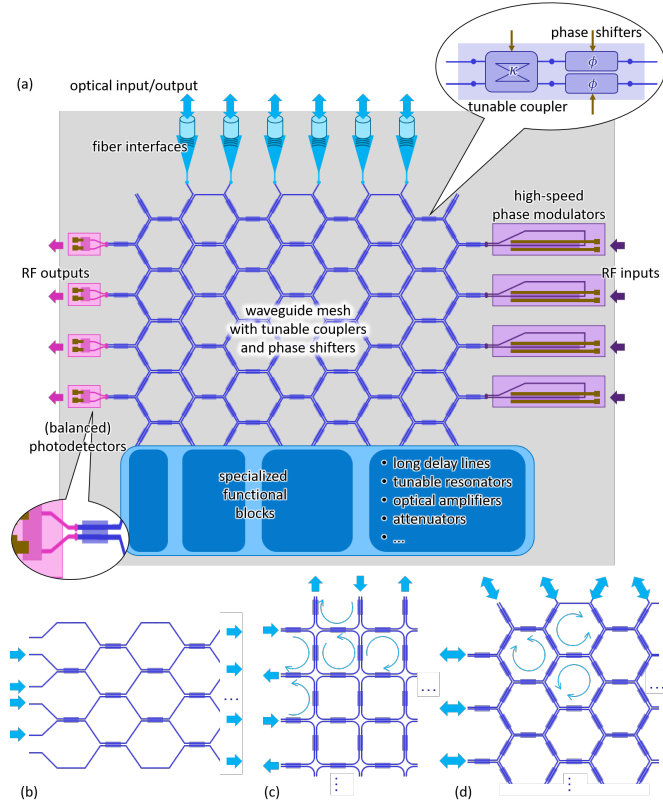 (a)
optical input/output
fiber interfaces
phase shifters
κ
ϕ
ϕ
tunable coupler
high-speed
phase modulators
RF outputs
RF inputs
waveguide mesh
with tunable couplers
and phase shifters
(balanced)
photodetectors
specialized
functional
blocks
• long delay lines
• tunable resonators
• optical amplifiers
• attenuators
• ...
...
...
...
...
...
(b)
(c)
(d)